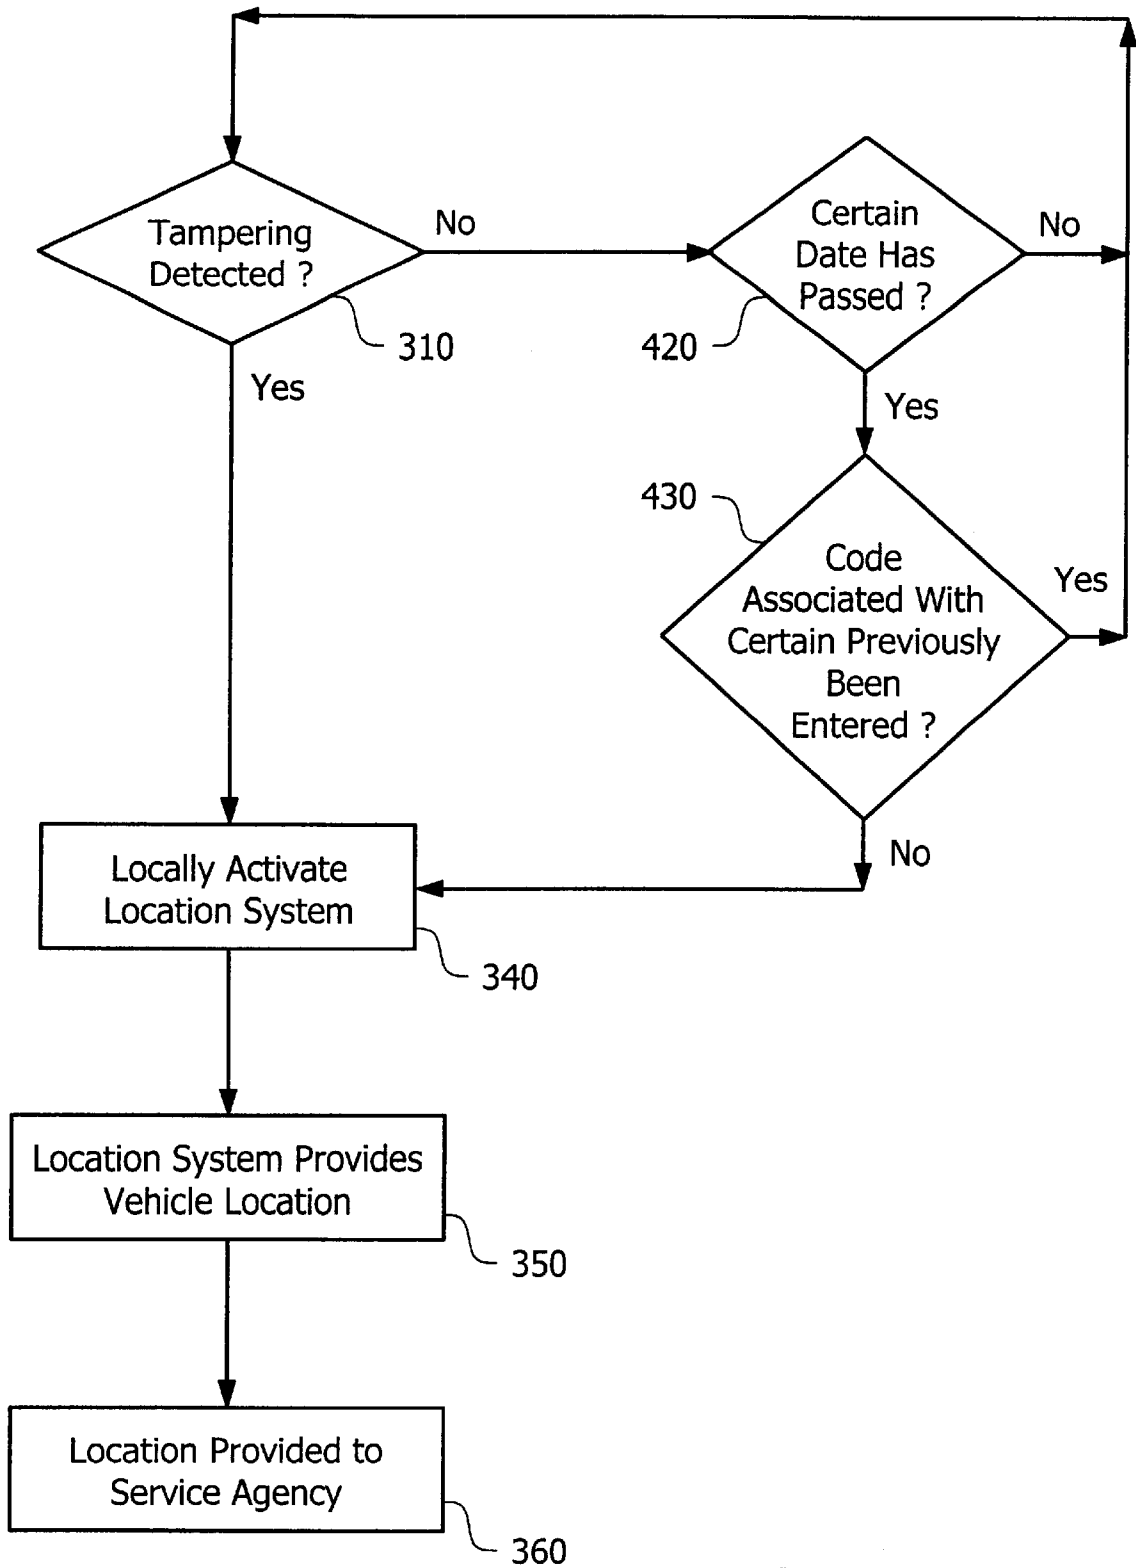 Tampering
Detected ?
310
No
Yes
Certain
Date Has
Passed ?
420
No
Yes
430
Code
Associated With
Certain Previously
Been
Entered ?
Yes
No
Locally Activate
Location System
340
Location System Provides
Vehicle Location
350
Location Provided to
Service Agency
360